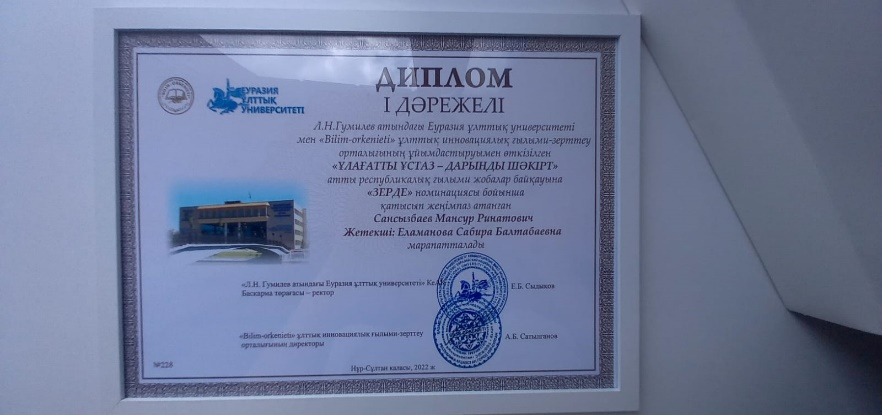 ЕУРАЗИЯ
ҰЛТТЫҚ
УНИВЕРСИТЕТІ
ДИПЛОМ
І ДӘРЕЖЕЛІ
Л.Н.Гумилев атындағы Еуразия ұлттық университеті
мен «Bilim-orkenieti» ұлттық инновациялық ғылыми-зерттеу
орталығының ұйымдастыруымен өткізілген
«ҰЛАҒАТТЫ ҰСТАЗ – ДАРЫНДЫ ШӘКІРТ»
атты республикалық ғылыми жобалар байқауына
«ЗЕРДЕ» номинациясы бойынша
қатысып жеңімпаз атанған
Сансызбаев Мансур Ринатович
Жетекші: Еламанова Сабира Балтабаевна
марапатталады
«Л.Н. Гумилев атындағы Еуразия ұлттық университеті» КеАҚ
Басқарма төрағасы – ректор
Е.Б. Сыдықов
«Bilim-orkenieti» ұлттық инновациялық ғылыми-зерттеу
орталығының директоры
А.Б. Сатылғанов
№228
Нұр-Сұлтан қаласы, 2022 ж